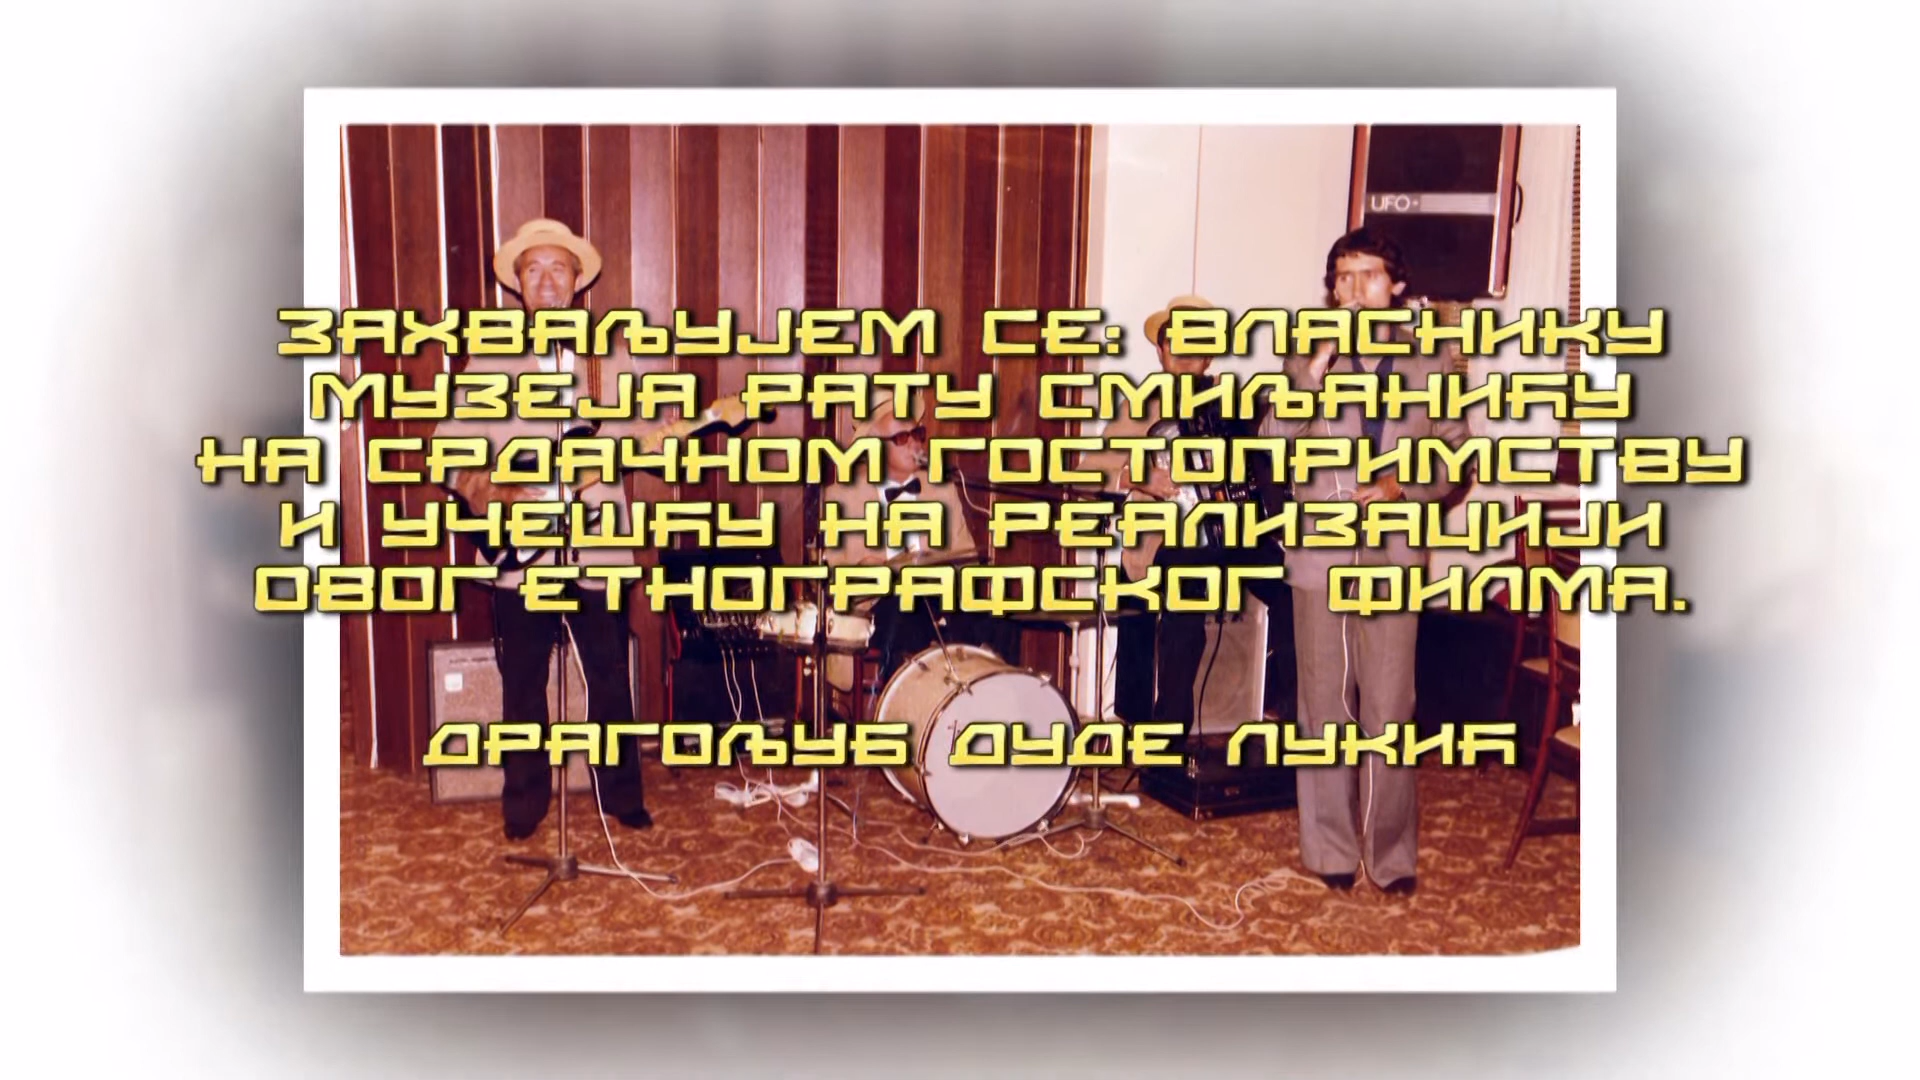 UFO
ЗАХВАЉУЈЕМ СЕ: ВЛАСНИКУ
МУЗЕЈА РАТУ СМИЉАНИЋУ
НА СРДАЧНОМ ГОСТОПРИМСТВУ
И УЧЕШЋУ НА РЕАЛИЗАЦИЈИ
ОВОГ ЕТНОГРАФСКОГ ФИЛМА.
ДРАГОЉУБ ДУДЕ ЛУКИЋ